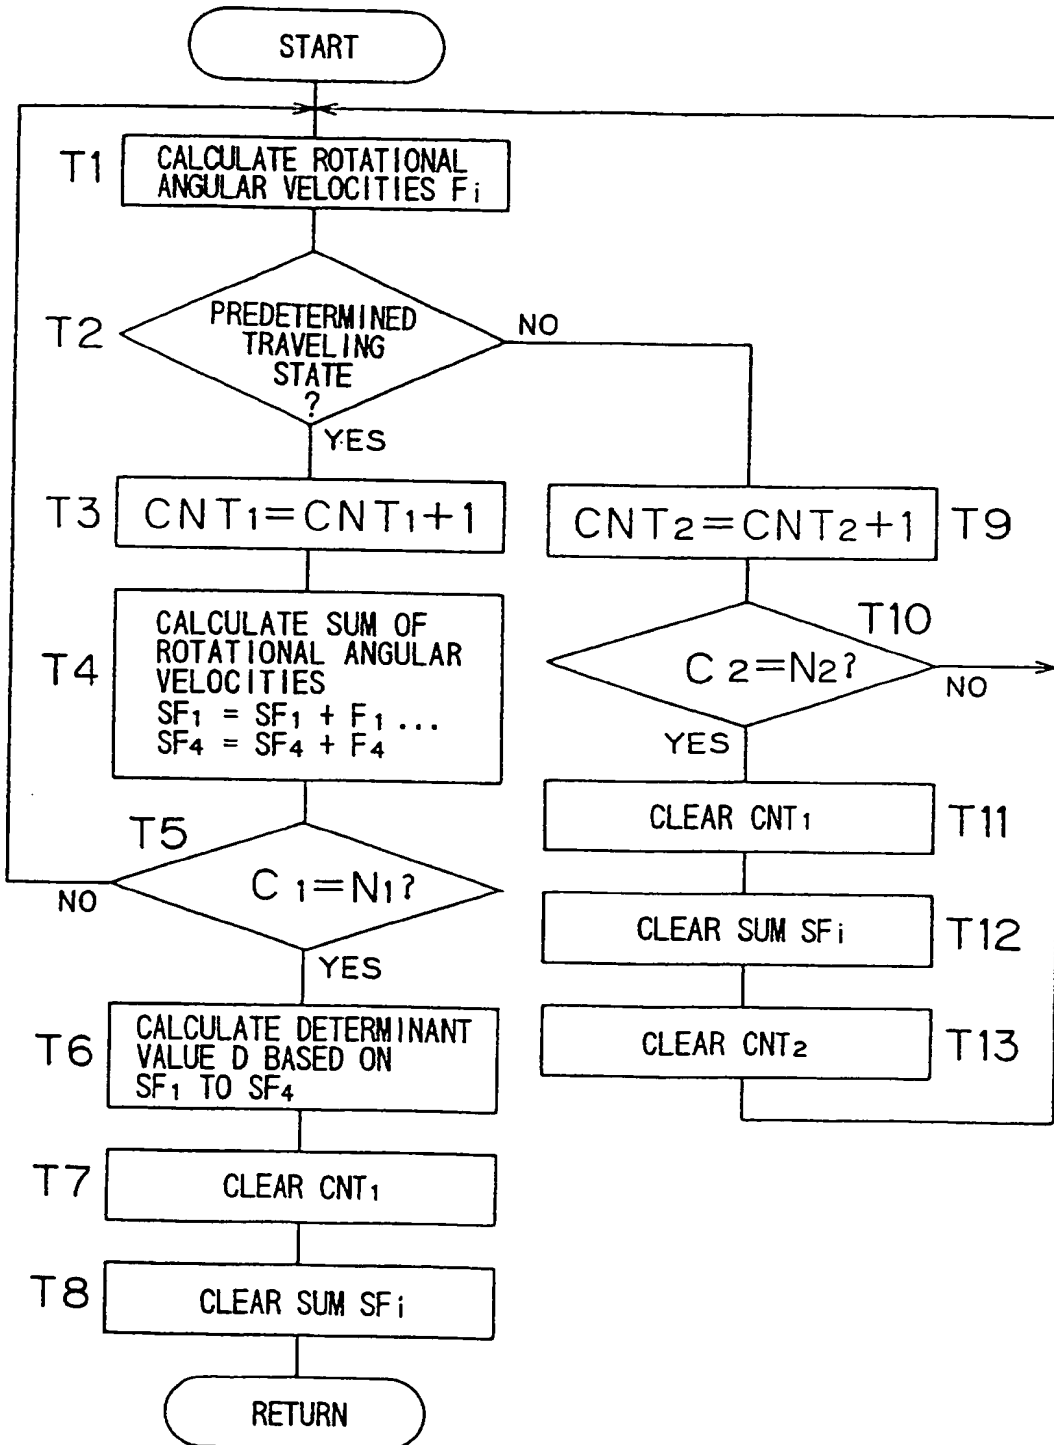 START
T1
CALCULATE ROTATIONAL
ANGULAR VELOCITIES Fi
T2
PREDETERMINED
TRAVELING
STATE
?
NO
YES
T3
CNT1=CNT1+1
T4
CALCULATE SUM OF
ROTATIONAL ANGULAR
VELOCITIES
SF1 = SF1 + F1 ...
SF4 = SF4 + F4
T5
C1=N1?
NO
YES
T6
CALCULATE DETERMINANT
VALUE D BASED ON
SF1 TO SF4
T7
CLEAR CNT1
T8
CLEAR SUM SFi
RETURN
CNT2=CNT2+1
T9
T10
C2=N2?
NO
YES
CLEAR CNT1
T11
CLEAR SUM SFi
T12
CLEAR CNT2
T13